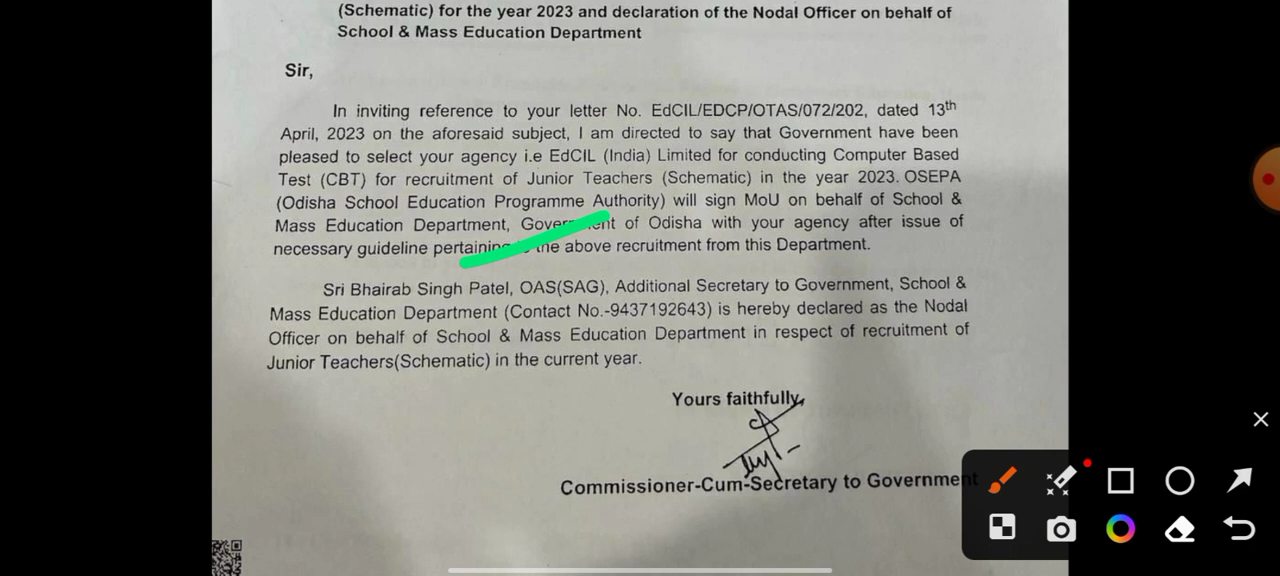 (Schematic) for the year 2023 and declaration of the Nodal Officer on behalf of
School & Mass Education Department
Sir,
In inviting reference to your letter No. EdCIL/EDCP/OTAS/072/202, dated 13th
April, 2023 on the aforesaid subject, I am directed to say that Government have been
pleased to select your agency i.e EdCIL (India) Limited for conducting Computer Based
Test (CBT) for recruitment of Junior Teachers (Schematic) in the year 2023. OSEPA
(Odisha School Education Programme Authority) will sign MoU on behalf of School &
Mass Education Department, Government of Odisha with your agency after issue of
necessary guideline pertaining the above recruitment from this Department.
Sri Bhairab Singh Patel, OAS(SAG), Additional Secretary to Government, School &
Mass Education Department (Contact No.-9437192643) is hereby declared as the Nodal
Officer on behalf of School & Mass Education Department in respect of recruitment of
Junior Teachers(Schematic) in the current year.
Yours faithfully,
Commissioner-Cum-Secretary to Government